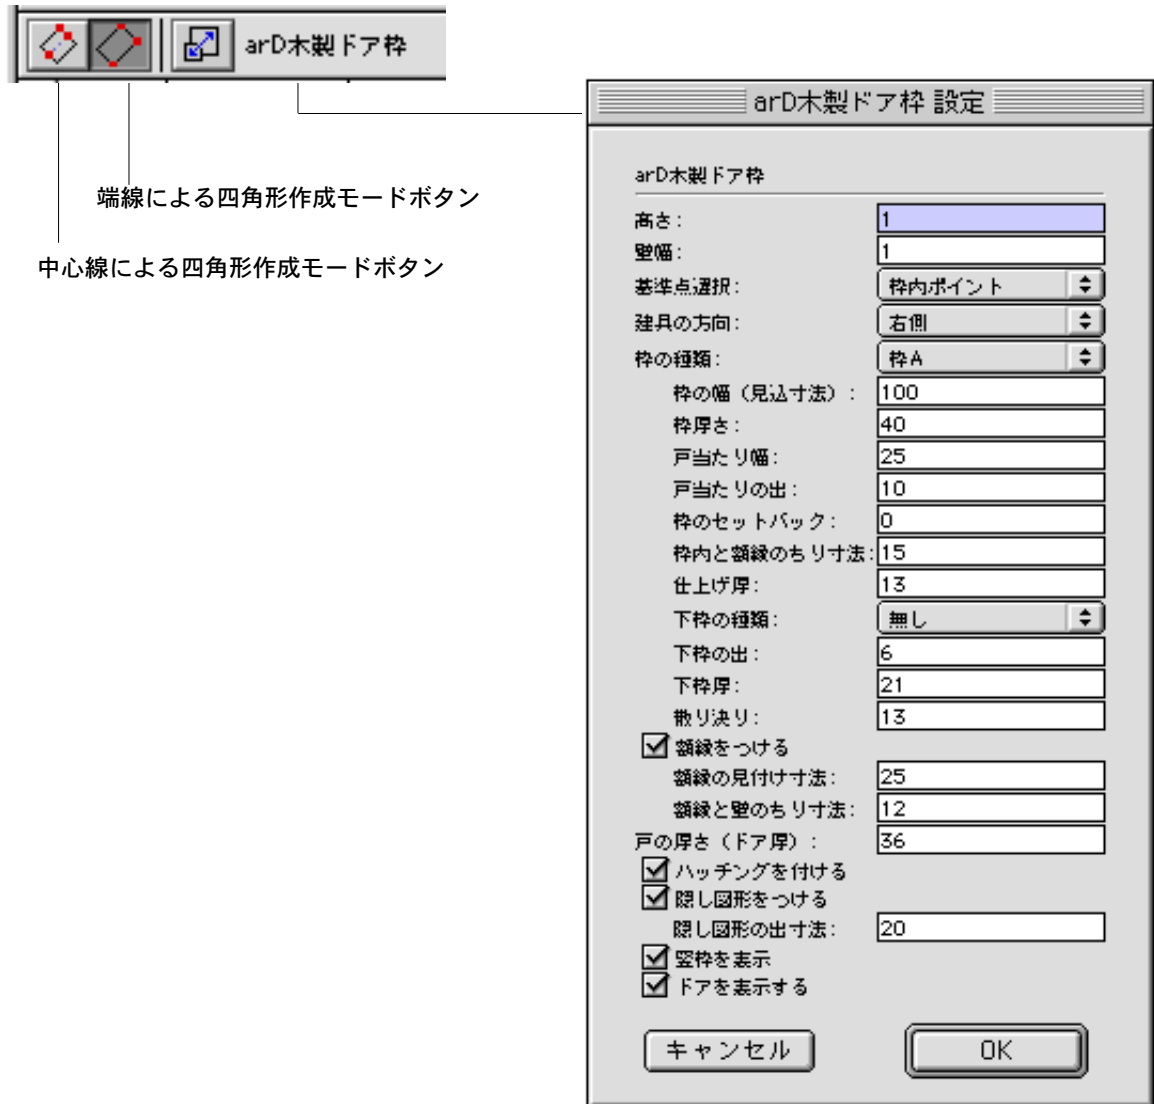 arD木製ドア枠
端線による四角形作成モードボタン
中心線による四角形作成モードボタン
arD木製ドア枠 設定
arD木製ドア枠
高さ: 1
壁幅: 1
基準点選択: 枠内ポイント
建具の方向: 右側
枠の種類: 枠A
枠の幅（見込寸法）: 100
枠厚さ: 40
戸当たり幅: 25
戸当たりの出: 10
枠のセットバック: 0
枠内と額縁のちり寸法: 15
仕上げ厚: 13
下枠の種類: 無し
下枠の出: 6
下枠厚: 21
散り決り: 13
額縁をつける
額縁の見付け寸法: 25
額縁と壁のちり寸法: 12
戸の厚さ（ドア厚）: 36
ハッチングを付ける
隠し図形をつける
隠し図形の出寸法: 20
竪枠を表示
ドアを表示する
キャンセル OK